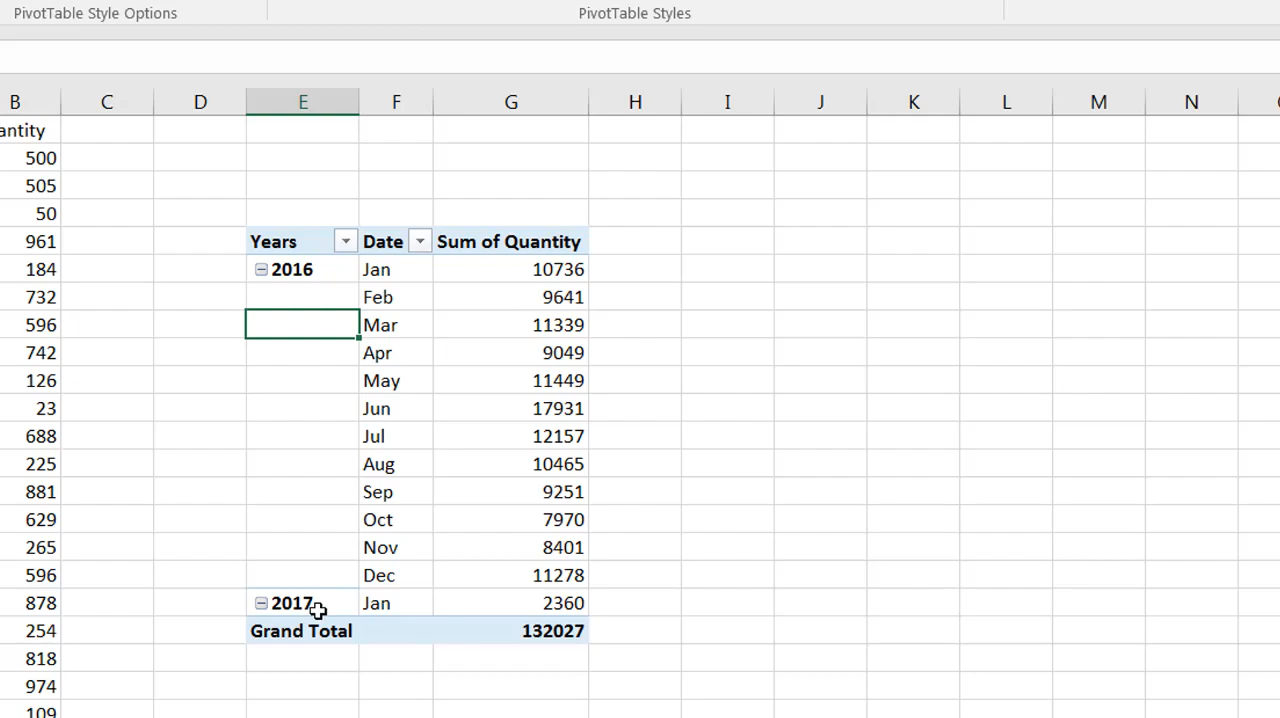 PivotTable Style Options PivotTable Styles
B C D E F G H I J K L M N
antity
500
505
50
961 Years Date Sum of Quantity
184 2016 Jan 10736
732 Feb 9641
596 Mar 11339
742 Apr 9049
126 May 11449
23 Jun 17931
688 Jul 12157
225 Aug 10465
881 Sep 9251
629 Oct 7970
265 Nov 8401
596 Dec 11278
878 2017 Jan 2360
254 Grand Total 132027
818
974
109